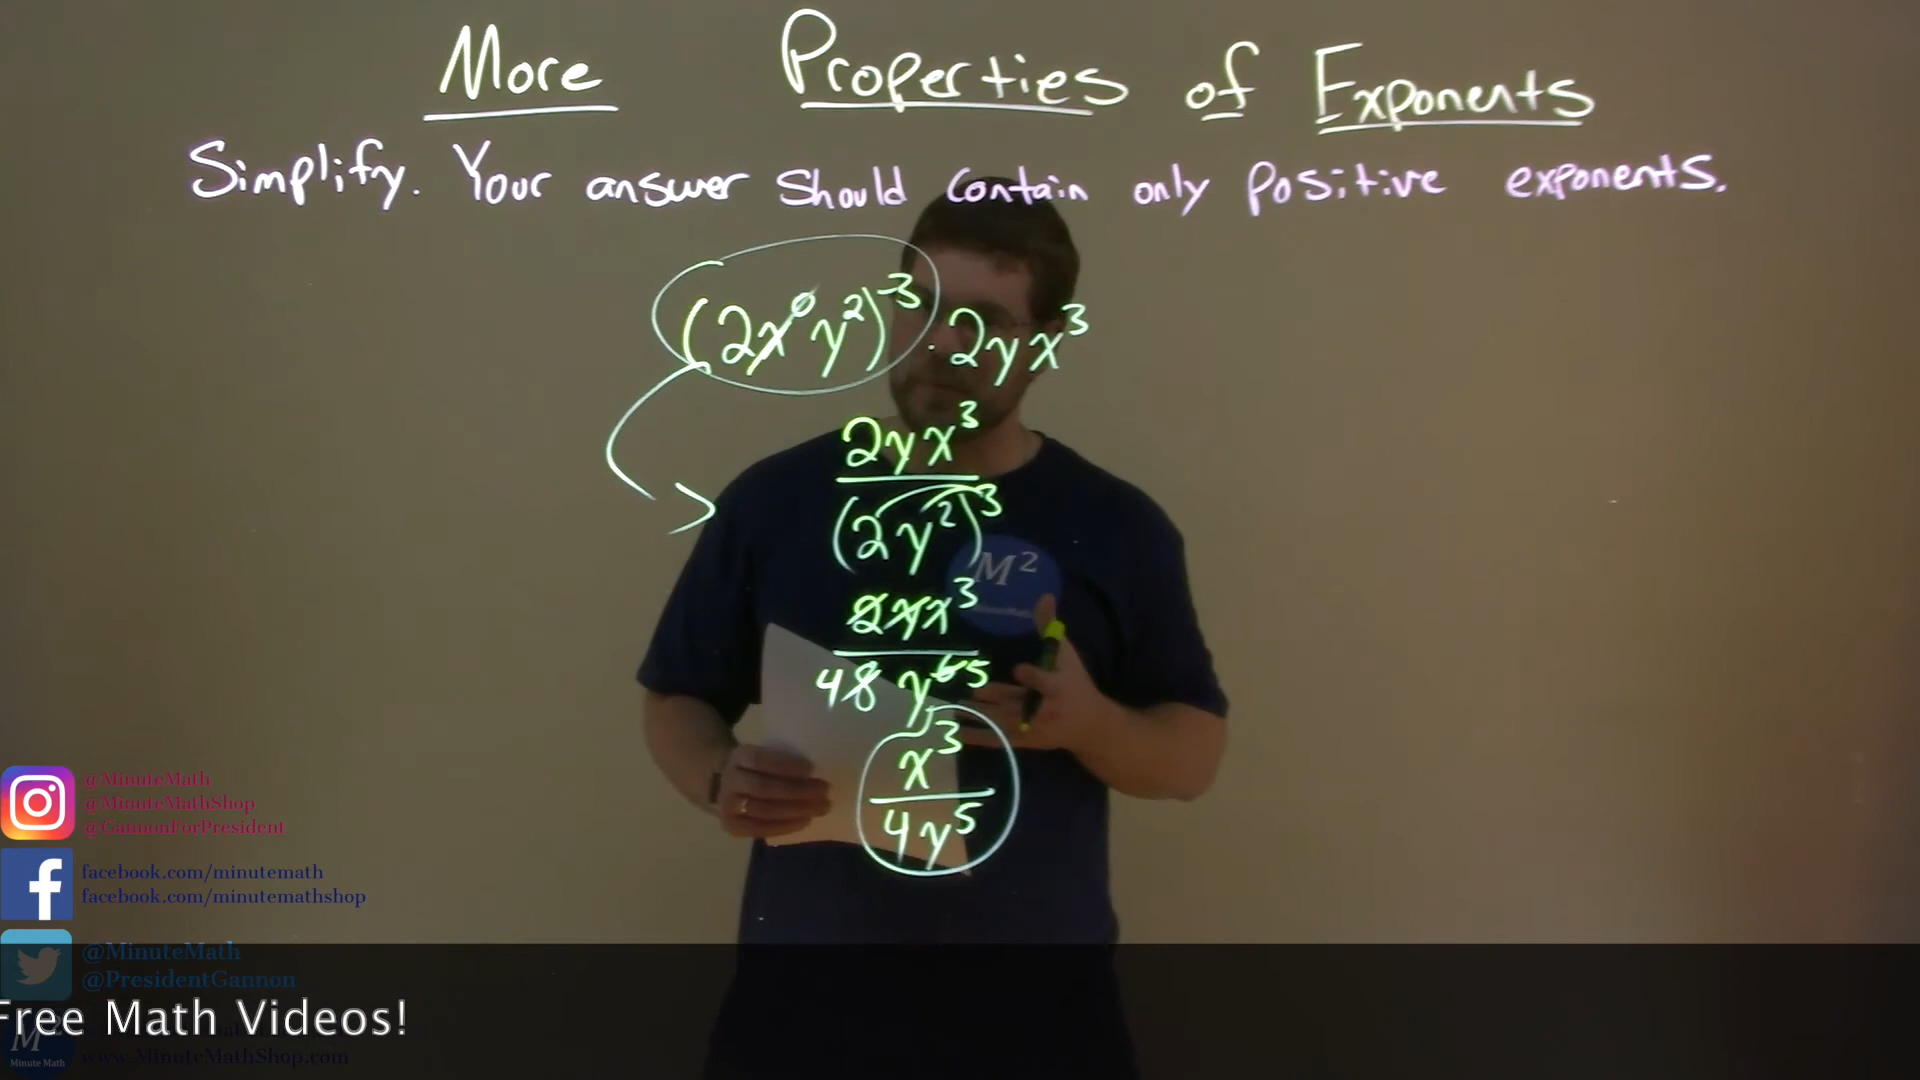 More Properties of Exponents
Simplify. Your answer should contain only positive exponents.
(2x⁰y²)⁻³ · 2yx³
2yx³
(2y²)³
M²
2yx³
48 y⁶⁵
x³
4y⁵
@MinuteMath
@MinuteMathShop
@GannonForPresident
facebook.com/minutemath
facebook.com/minutemathshop
@MinuteMath
@PresidentGannon
Free Math Videos!
M²
Minute Math
www.MinuteMathShop.com